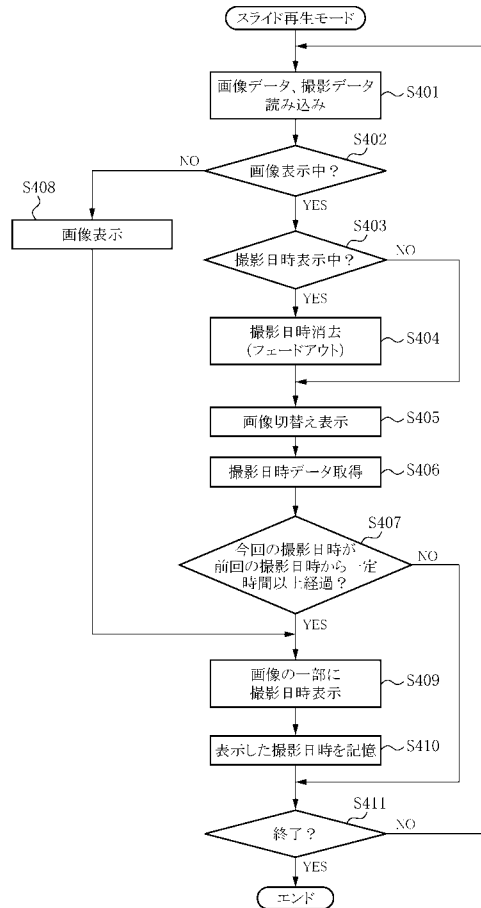 スライド再生モード
画像データ、撮影データ
読み込み
S401
S402
画像表示中？
NO
YES
S408
画像表示
S403
撮影日時表示中？
NO
YES
撮影日時消去
(フェードアウト)
S404
画像切替え表示
S405
撮影日時データ取得
S406
S407
今回の撮影日時が
前回の撮影日時から一定
時間以上経過？
NO
YES
画像の一部に
撮影日時表示
S409
表示した撮影日時を記憶
S410
S411
終了？
NO
YES
エンド